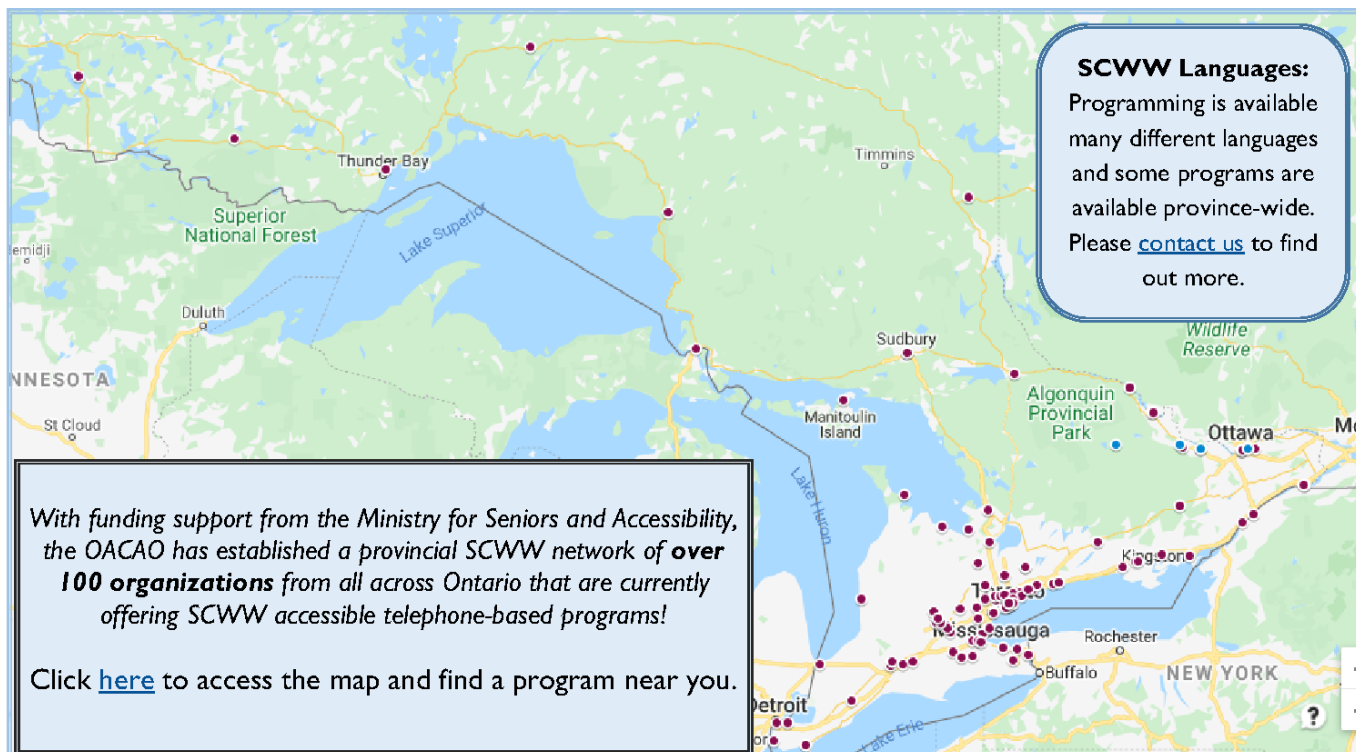 SCWW Languages:
Programming is available
many different languages
and some programs are
available province-wide.
Please contact us to find
out more.
Timmins
Thunder Bay
Superior
National Forest
Lake Superior
emidji
Duluth
Sudbury
Wildlife
Reserve
NNESOTA
Algonquin
Provincial
Park
Manitoulin
Island
St Cloud
Ottawa
Mo
Lake Huron
With funding support from the Ministry for Seniors and Accessibility,
the OACAO has established a provincial SCWW network of over
100 organizations from all across Ontario that are currently
offering SCWW accessible telephone-based programs!
Click here to access the map and find a program near you.
Kingston
Toronto
Mississauga
Rochester
Buffalo
NEW YORK
Detroit
or
Lake Erie
?